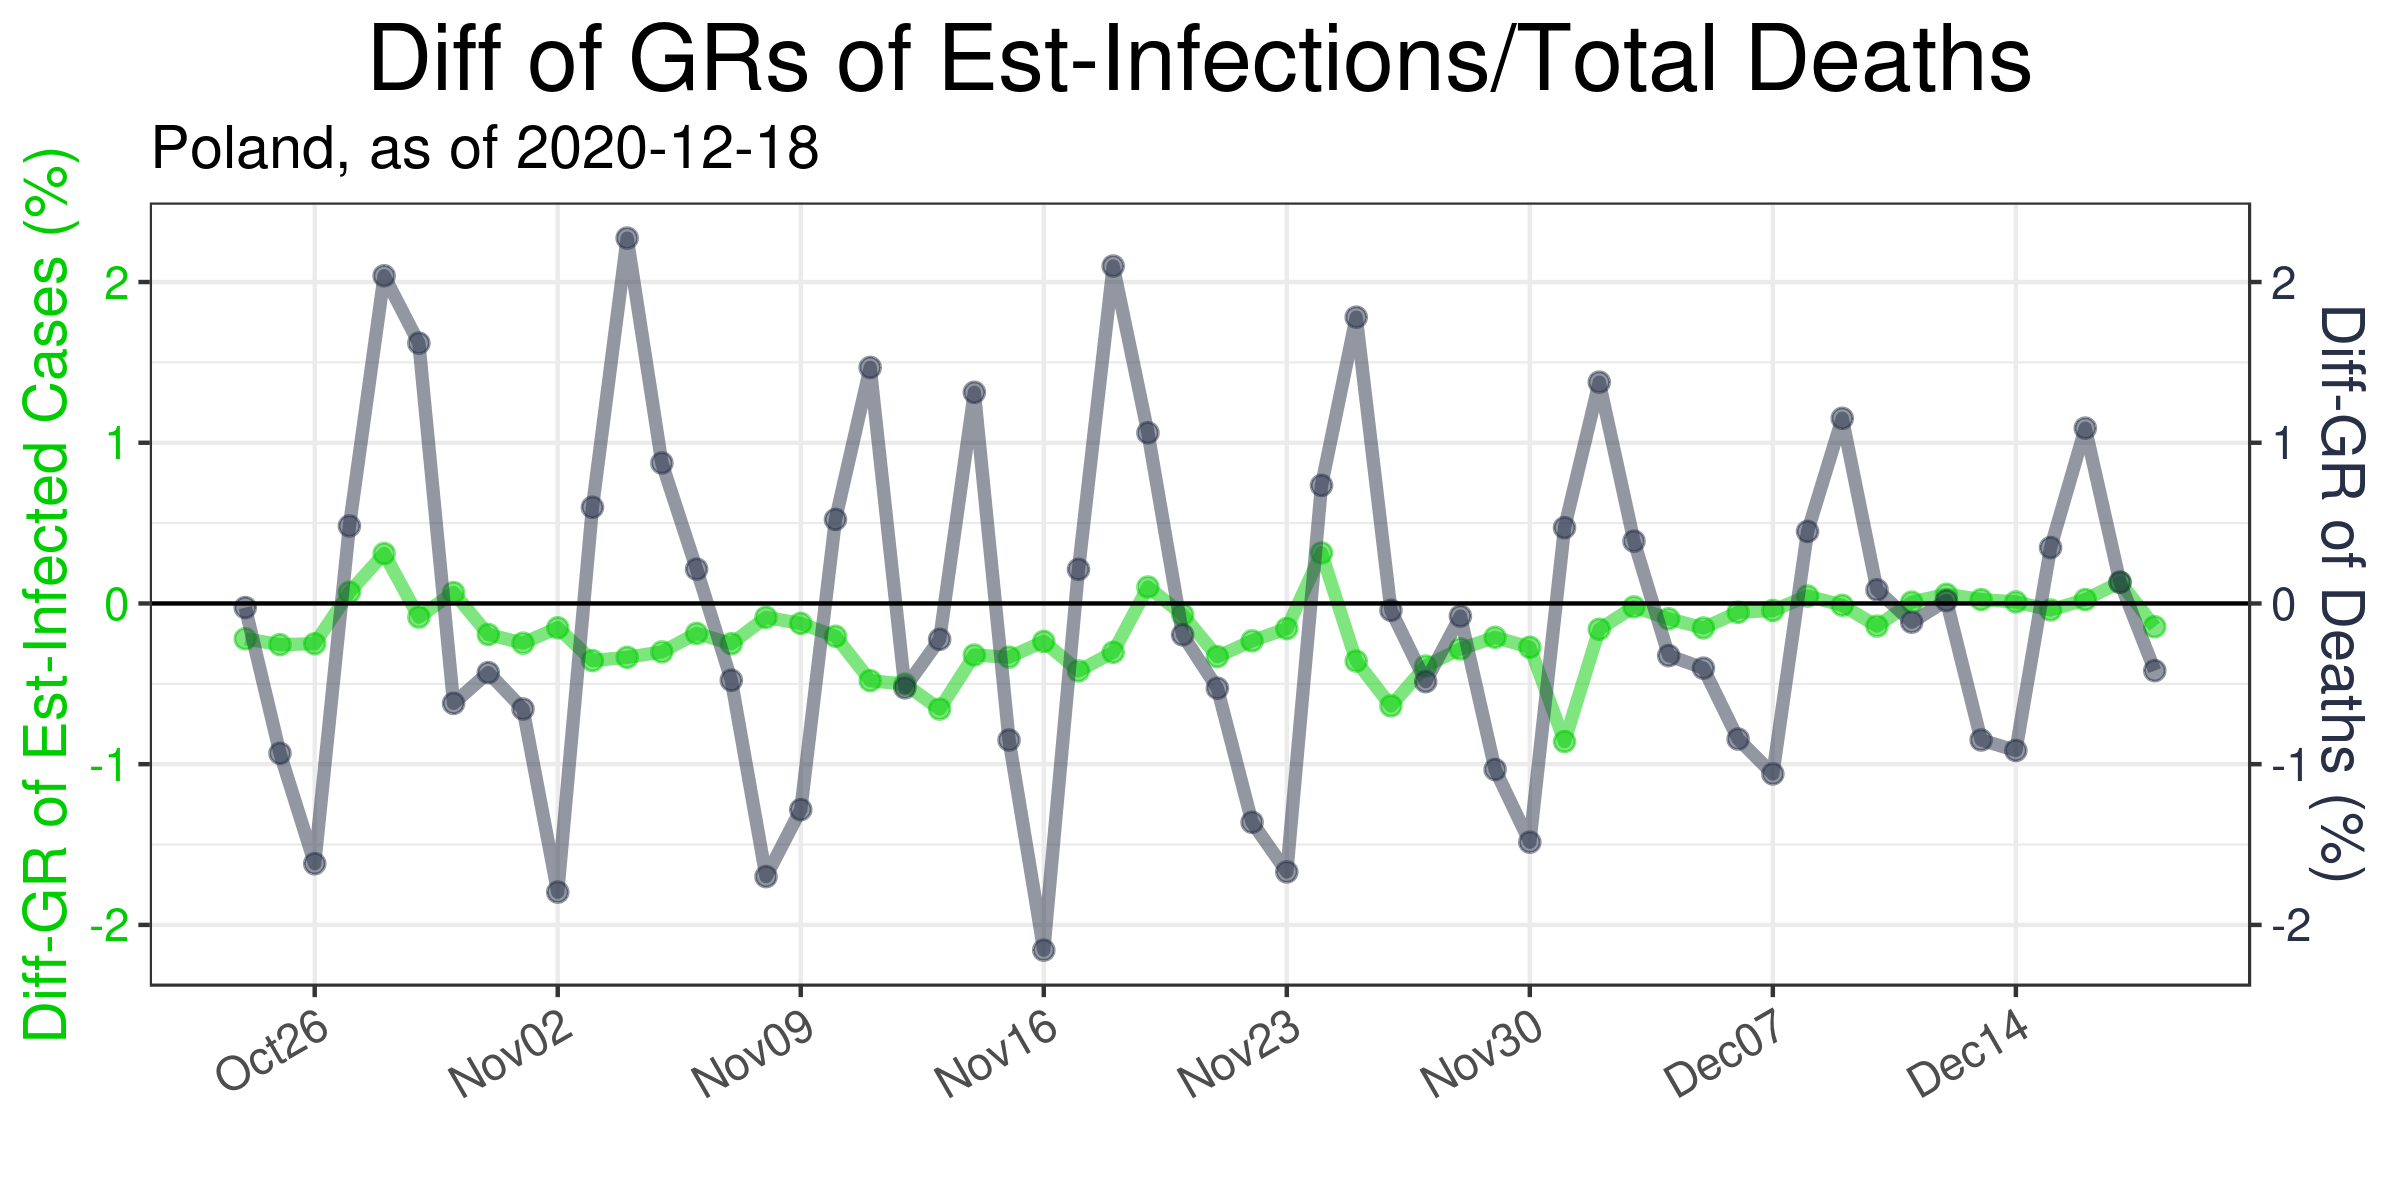 Diff of GRs of Est-Infections/Total Deaths
Poland, as of 2020-12-18
Diff-GR of Est-Infected Cases (%)
2
1
0
-1
-2
2
1
0
-1
-2
Diff-GR of Deaths (%)
Oct26
Nov02
Nov09
Nov16
Nov23
Nov30
Dec07
Dec14